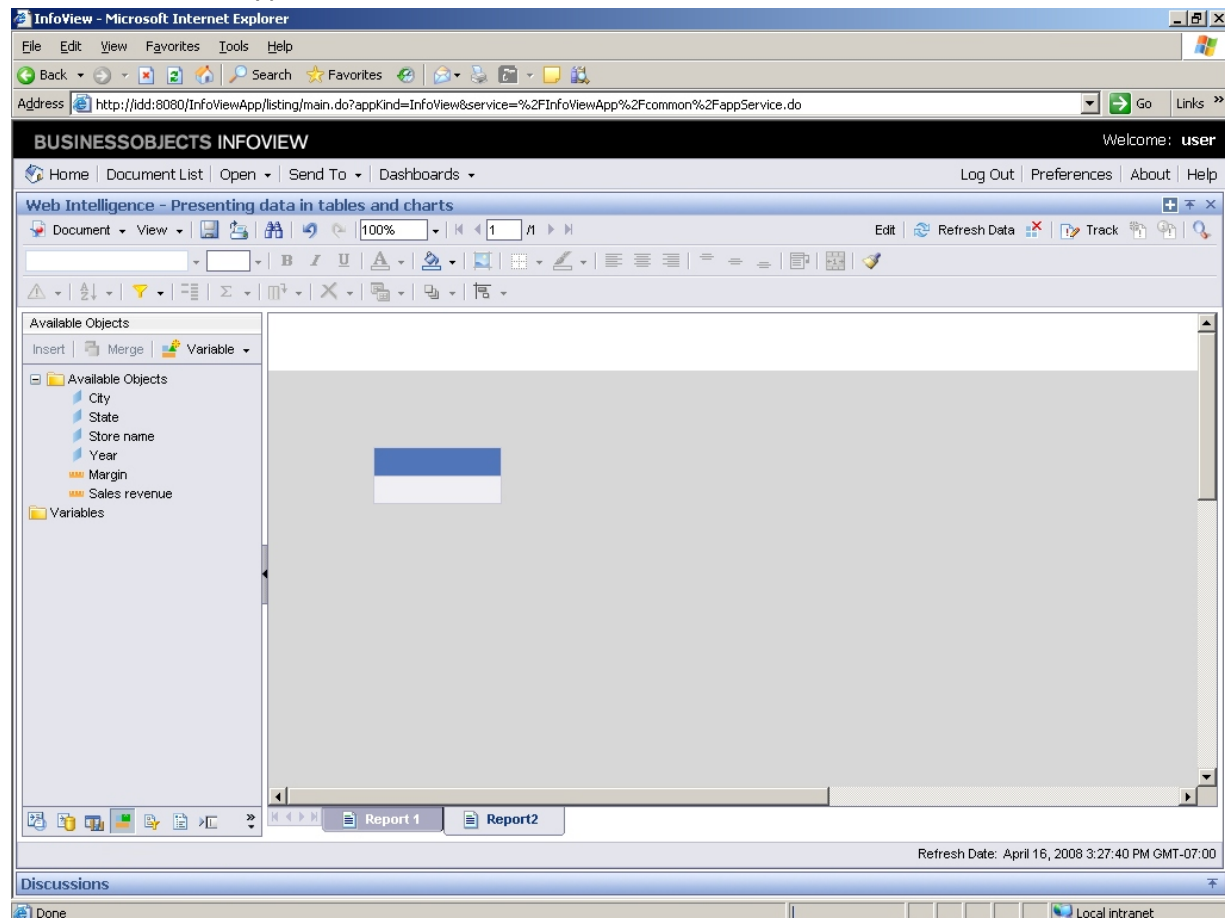 InfoView - Microsoft Internet Explorer
File Edit View Favorites Tools Help
Back Search Favorites
Address http://idd:8080/InfoViewApp/listing/main.do?appKind=InfoView&service=%2FInfoViewApp%2Fcommon%2FappService.do Go Links »
BUSINESSOBJECTS INFOVIEW Welcome: user
Home Document List Open Send To Dashboards Log Out Preferences About Help
Web Intelligence - Presenting data in tables and charts
Document View 100% 1 /1 Edit Refresh Data Track
B I U A
Available Objects
Insert Merge Variable
Available Objects
City
State
Store name
Year
Margin
Sales revenue
Variables
Report 1 Report2
Refresh Date: April 16, 2008 3:27:40 PM GMT-07:00
Discussions
Done Local intranet